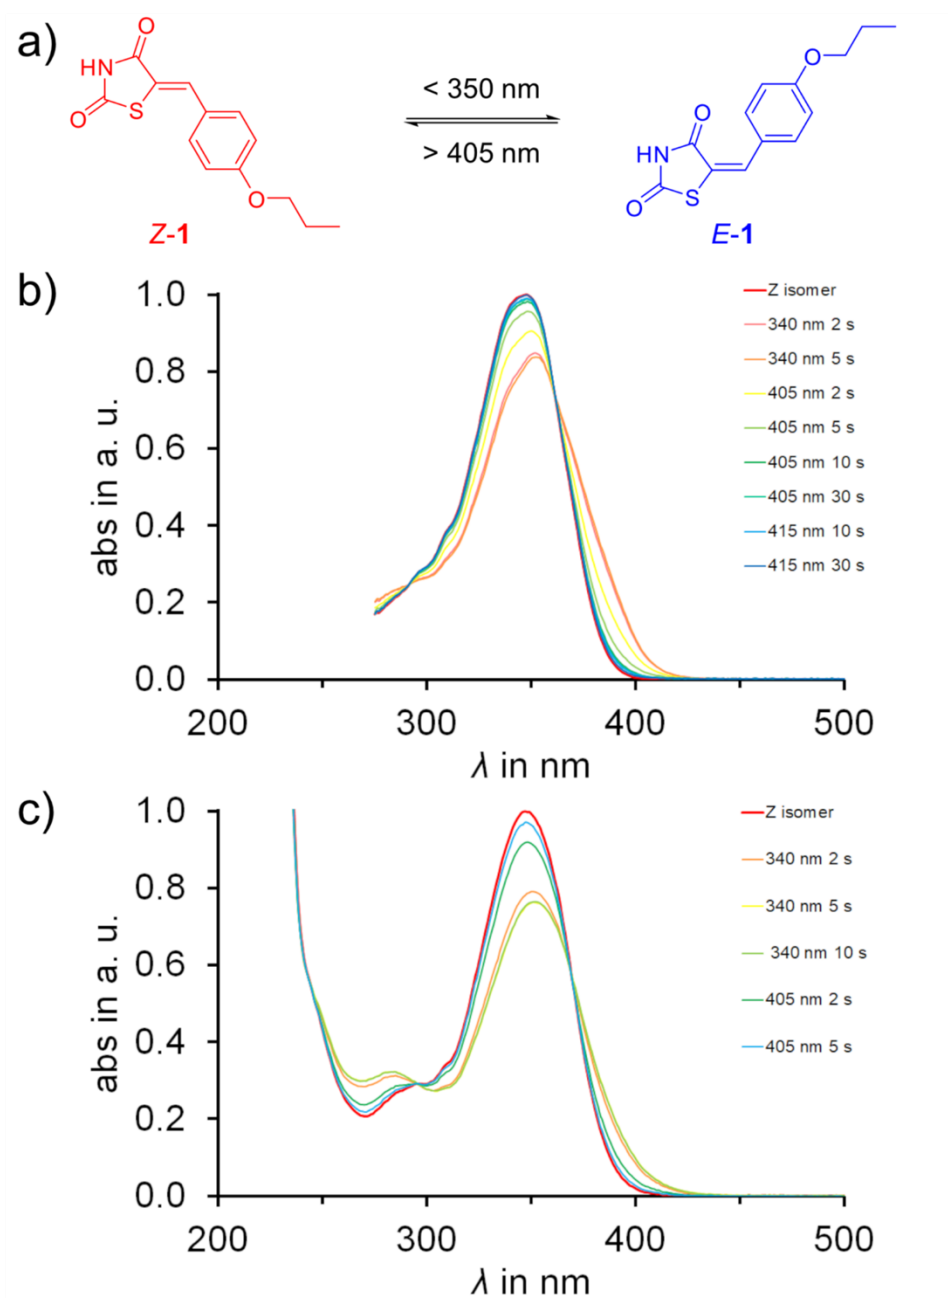 a)
O
HN
S
O
O
Z-1
< 350 nm
> 405 nm
O
O
HN
S
O
E-1
b)
1.0
0.8
0.6
0.4
0.2
0.0
abs in a. u.
200
300
400
500
λ in nm
Z isomer
340 nm 2 s
340 nm 5 s
405 nm 2 s
405 nm 5 s
405 nm 10 s
405 nm 30 s
415 nm 10 s
415 nm 30 s
c)
1.0
0.8
0.6
0.4
0.2
0.0
abs in a. u.
200
300
400
500
λ in nm
Z isomer
340 nm 2 s
340 nm 5 s
340 nm 10 s
405 nm 2 s
405 nm 5 s